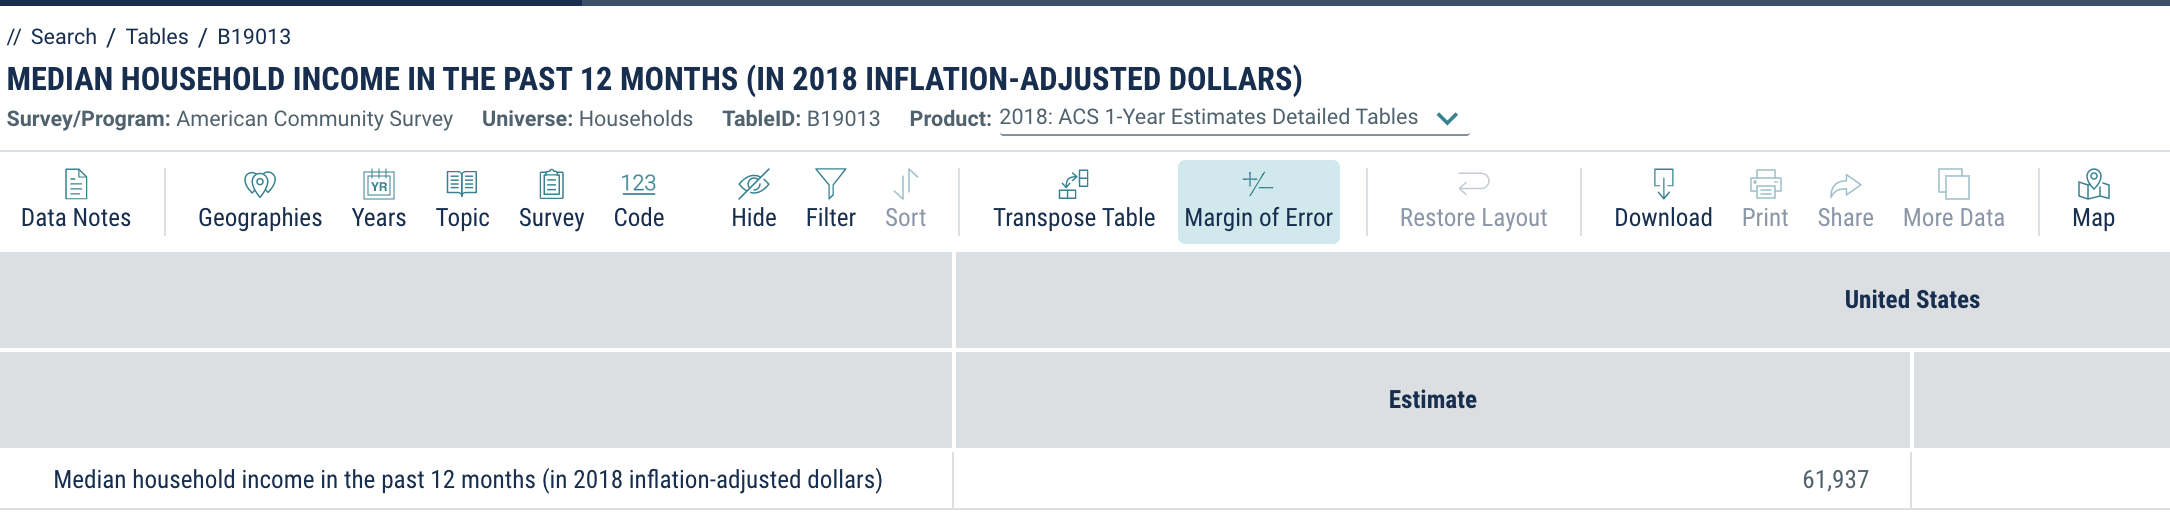 // Search / Tables / B19013
MEDIAN HOUSEHOLD INCOME IN THE PAST 12 MONTHS (IN 2018 INFLATION-ADJUSTED DOLLARS)
Survey/Program: American Community Survey Universe: Households TableID: B19013 Product: 2018: ACS 1-Year Estimates Detailed Tables
YR 123 +/-
Data Notes Geographies Years Topic Survey Code Hide Filter Sort Transpose Table Margin of Error Restore Layout Download Print Share More Data Map
United States
Estimate
Median household income in the past 12 months (in 2018 inflation-adjusted dollars) 61,937